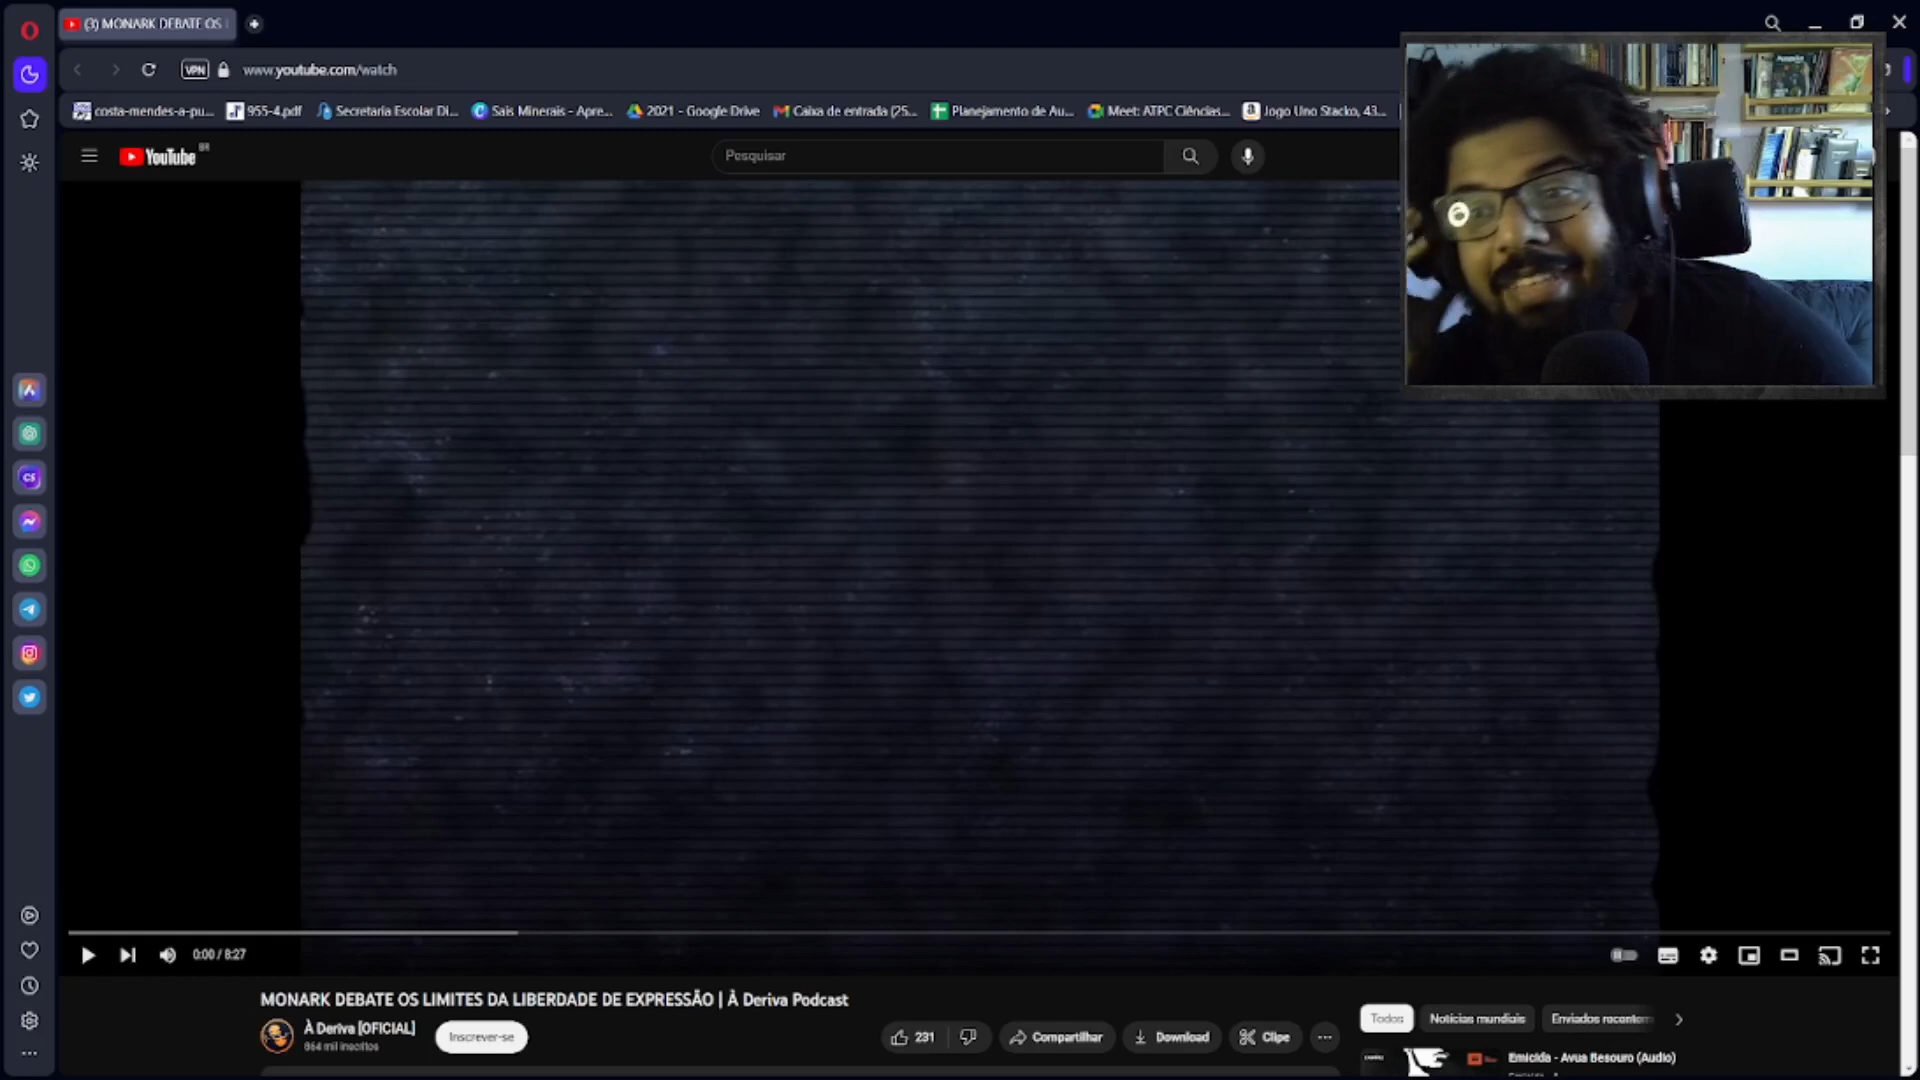 (3) MONARK DEBATE OS
VPN
www.youtube.com/watch
costa-mendes-a-pu...
955-4.pdf
Secretaria Escolar Di...
Sais Minerais - Apre...
2021 - Google Drive
Caixa de entrada (25...
Planejamento de Au...
Meet: ATPC Ciências...
Jogo Uno Stacko, 43...
YouTube
BR
Pesquisar
CS
0:00 / 8:27
MONARK DEBATE OS LIMITES DA LIBERDADE DE EXPRESSÃO | À Deriva Podcast
À Deriva [OFICIAL]
864 mil inscritos
Inscrever-se
231
Compartilhar
Download
Clipe
Todos
Notícias mundiais
Enviados recentem
Emicida - Avua Besouro (Audio)